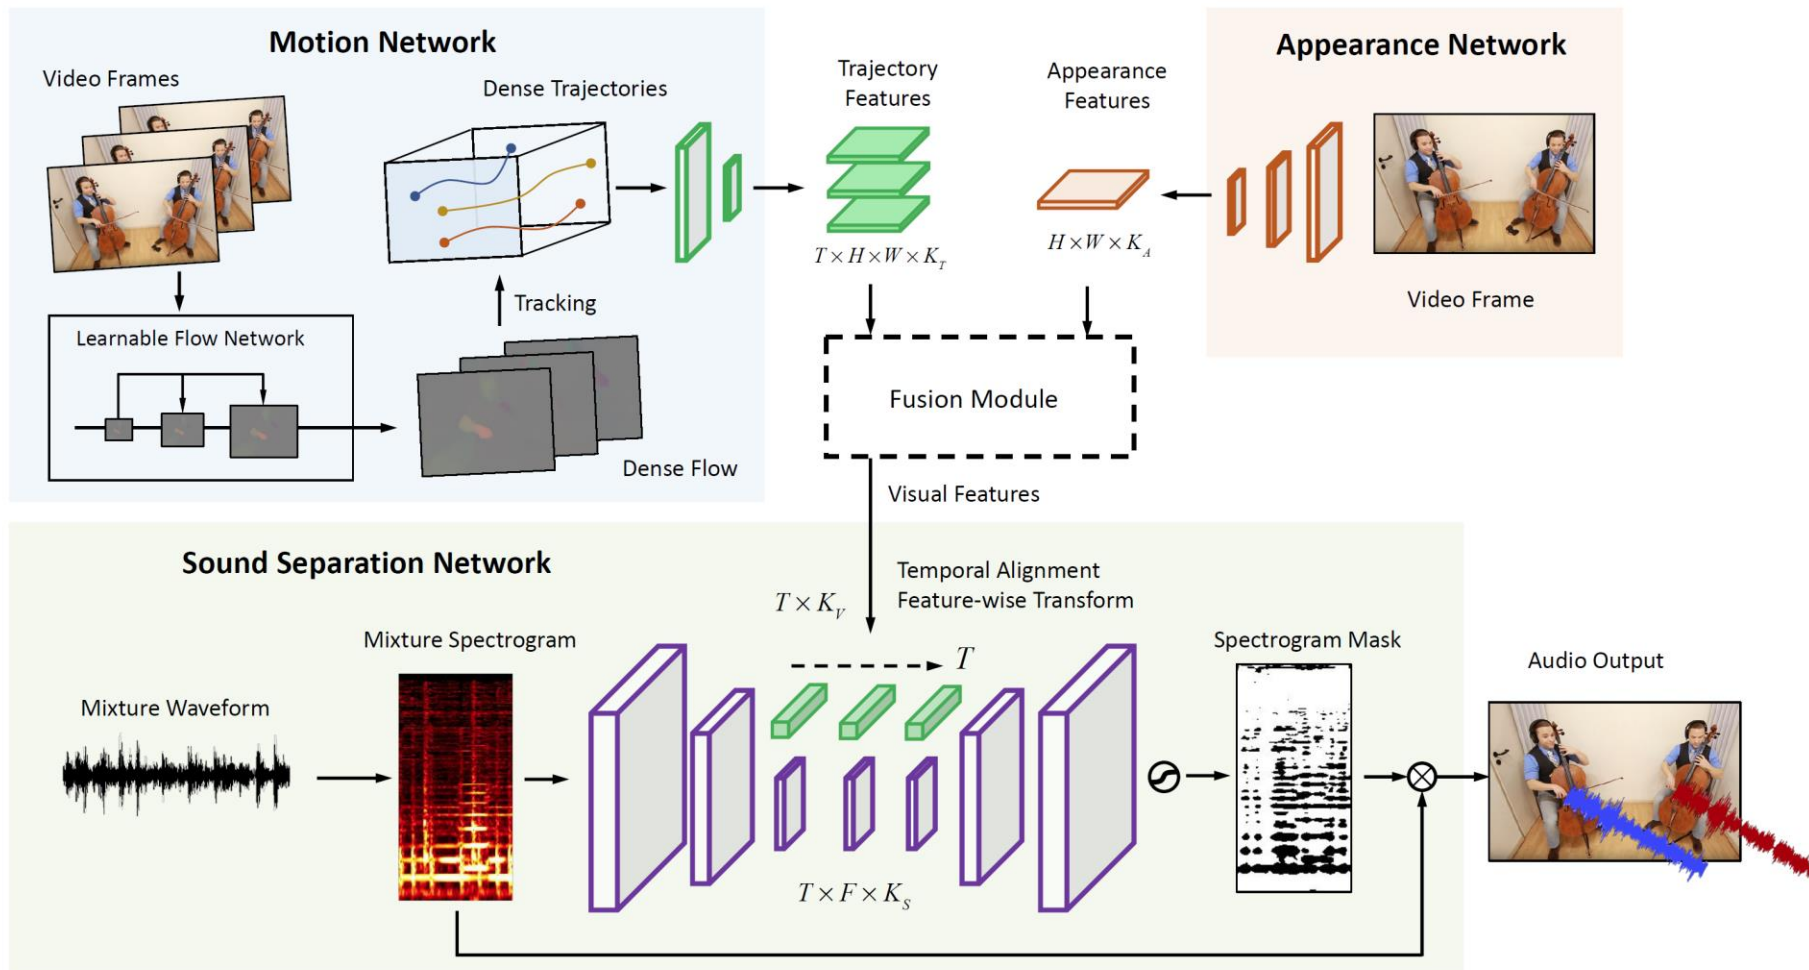 Motion Network
Video Frames
Dense Trajectories
Learnable Flow Network
Tracking
Dense Flow
Trajectory
Features
T × H × W × K_T
Appearance
Features
H × W × K_A
Appearance Network
Video Frame
Fusion Module
Visual Features
Sound Separation Network
Temporal Alignment
Feature-wise Transform
T × K_V
T
Mixture Waveform
Mixture Spectrogram
T × F × K_S
Spectrogram Mask
Audio Output